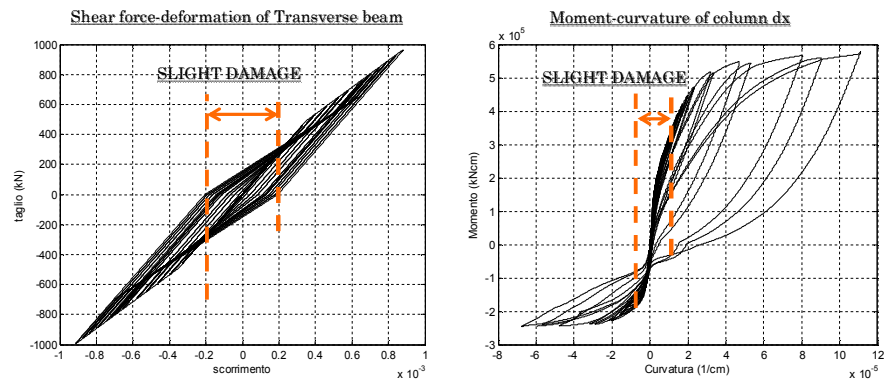 Shear force-deformation of Transverse beam
SLIGHT DAMAGE
1000
800
600
400
200
0
-200
-400
-600
-800
-1000
taglio (kN)
-1 -0.8 -0.6 -0.4 -0.2 0 0.2 0.4 0.6 0.8 1
scorrimento
x 10⁻³
Moment-curvature of column dx
x 10⁵
SLIGHT DAMAGE
6
5
4
3
2
1
0
-1
-2
-3
Momento (kNcm)
-8 -6 -4 -2 0 2 4 6 8 10 12
Curvatura (1/cm)
x 10⁻⁵